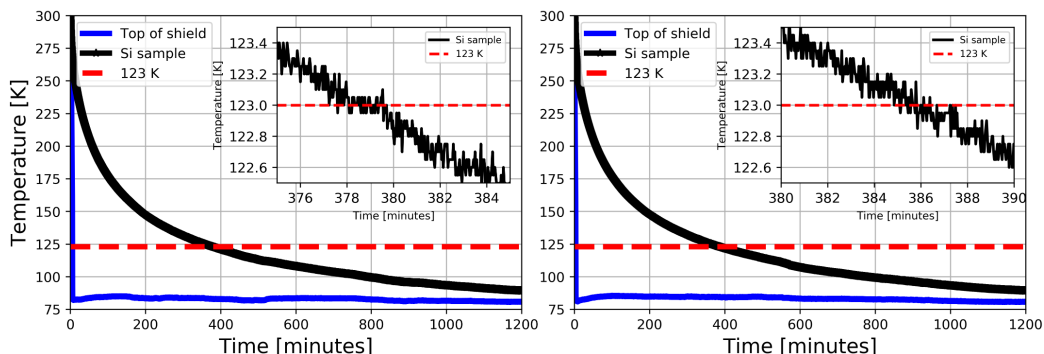 300
275
250
225
200
175
150
125
100
75
Temperature [K]
0 200 400 600 800 1000 1200
Time [minutes]
Top of shield
Si sample
123 K
123.4
123.2
123.0
122.8
122.6
Temperature [K]
376 378 380 382 384
Time [minutes]
Si sample
123 K
300
275
250
225
200
175
150
125
100
75
0 200 400 600 800 1000 1200
Time [minutes]
Top of shield
Si sample
123 K
123.4
123.2
123.0
122.8
122.6
Temperature [K]
380 382 384 386 388 390
Time [minutes]
Si sample
123 K